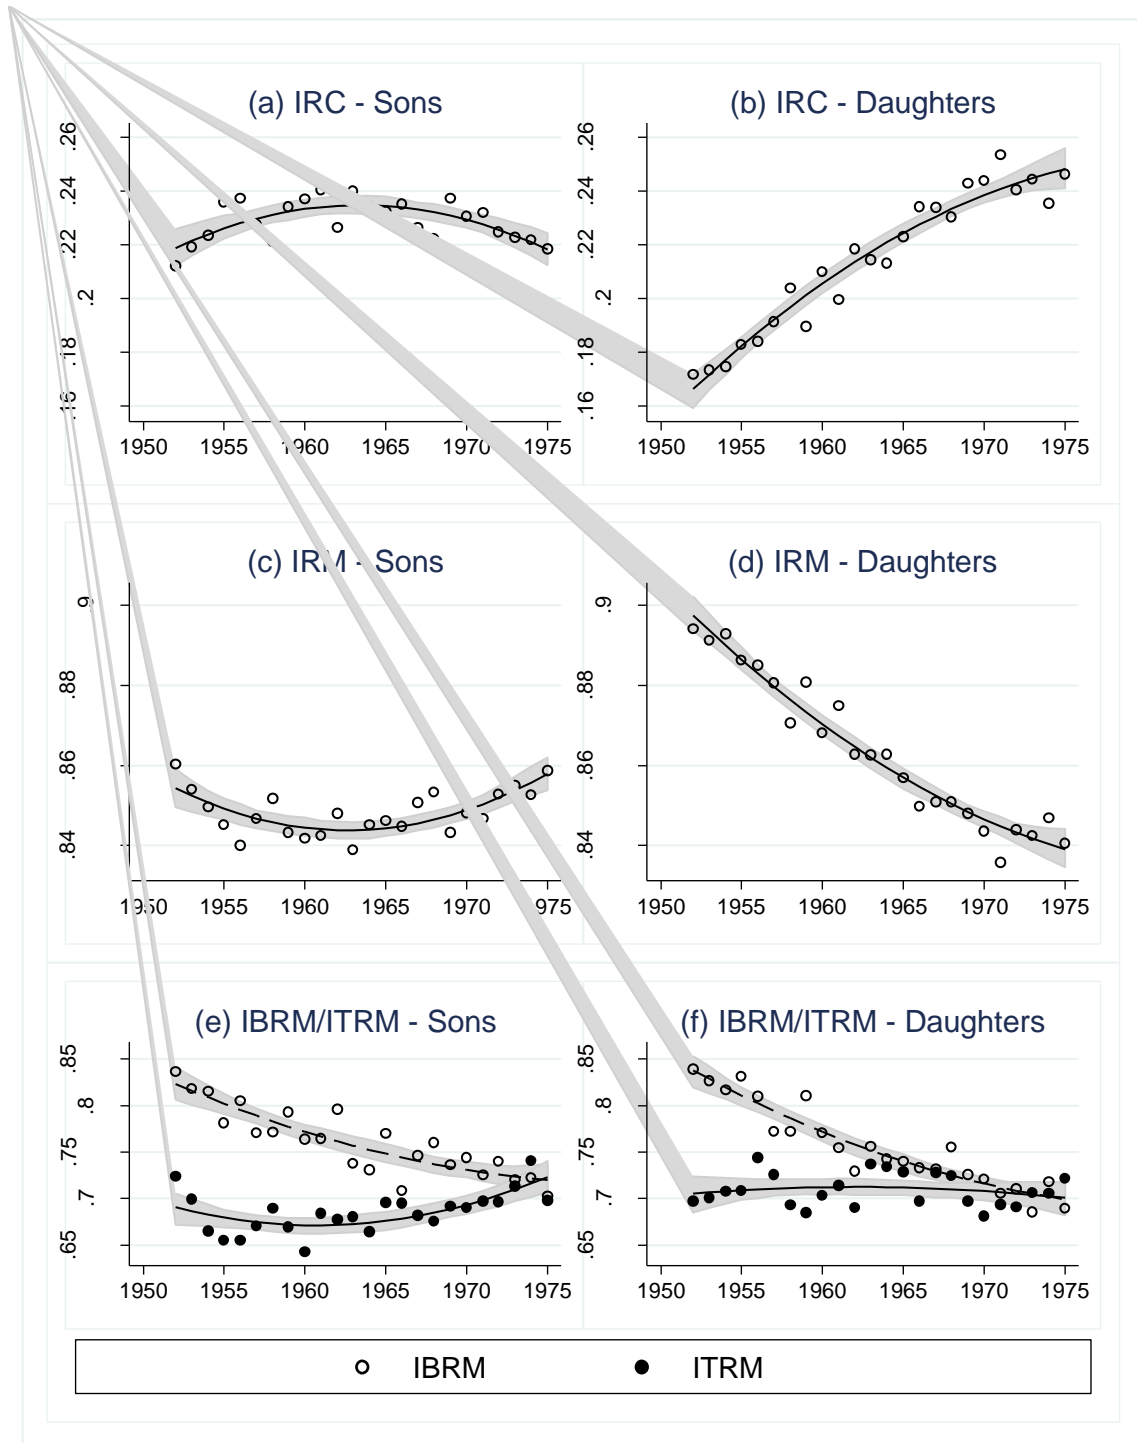 (a) IRC - Sons
.26
.24
.22
.2
.18
.16
1950 1955 1960 1965 1970 1975
(b) IRC - Daughters
.26
.24
.22
.2
.18
.16
1950 1955 1960 1965 1970 1975
(c) IRM - Sons
.9
.88
.86
.84
1950 1955 1960 1965 1970 1975
(d) IRM - Daughters
.9
.88
.86
.84
1950 1955 1960 1965 1970 1975
(e) IBRM/ITRM - Sons
.85
.8
.75
.7
.65
1950 1955 1960 1965 1970 1975
(f) IBRM/ITRM - Daughters
.85
.8
.75
.7
.65
1950 1955 1960 1965 1970 1975
IBRM ITRM